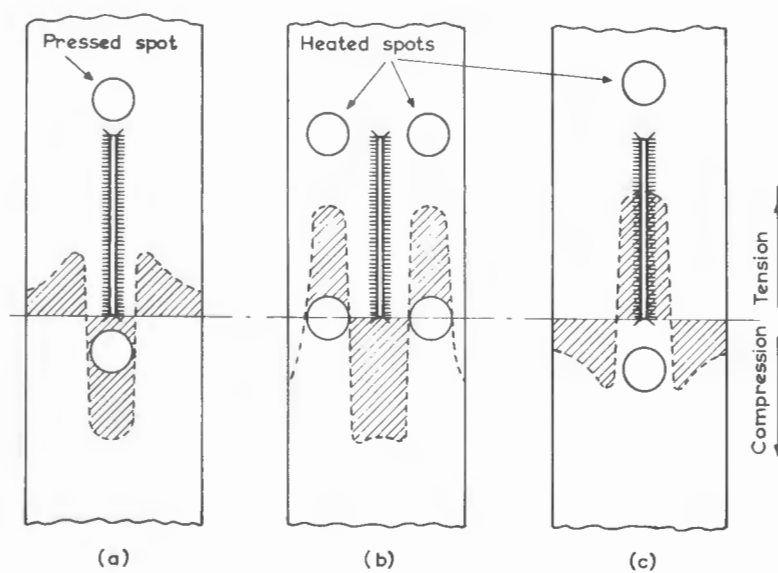 Pressed spot
Heated spots
Compression Tension
(a)
(b)
(c)